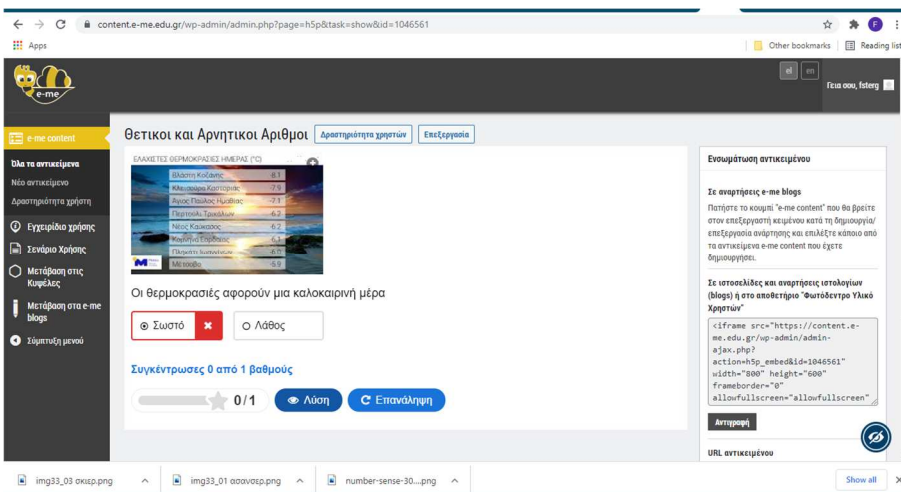 content.e-me.edu.gr/wp-admin/admin.php?page=h5p&task=show&id=1046561
F
Apps
Other bookmarks
Reading list
e-me
el en
Γεια σου, fsterg
e-me content
Όλα τα αντικείμενα
Νέο αντικείμενο
Δραστηριότητα χρήστη
Εγχειρίδιο χρήσης
Σενάριο Χρήσης
Μετάβαση στις
Κυψέλες
Μετάβαση στα e-me
blogs
Σύμπτυξη μενού
Θετικοι και Αρνητικοι Αριθμοι
Δραστηριότητα χρηστών
Επεξεργασία
ΕΛΑΧΙΣΤΕΣ ΘΕΡΜΟΚΡΑΣΙΕΣ ΗΜΕΡΑΣ (°C)
Βλάστη Κοζάνης -8.1
Κλεισούρα Καστοριάς -7.9
Άγιος Παύλος Ημαθίας -7.1
Περτούλι Τρικάλων -6.2
Νέος Καύκασος -6.2
Κομνηνά Εορδαίας -6.1
Πληκάτι Ιωαννίνων -6.0
Μέτσοβο -5.9
Οι θερμοκρασιές αφορούν μια καλοκαιρινή μέρα
Σωστό
Λάθος
Συγκέντρωσες 0 από 1 βαθμούς
0/1
Λύση
Επανάληψη
Ενσωμάτωση αντικειμένου
Σε αναρτήσεις e-me blogs
Πατήστε το κουμπί "e-me content" που θα βρείτε
στον επεξεργαστή κειμένου κατά τη δημιουργία/
επεξεργασία ανάρτησης και επιλέξτε κάποιο από
τα αντικείμενα e-me content που έχετε
δημιουργήσει.
Σε ιστοσελίδες και αναρτήσεις ιστολογίων
(blogs) ή στο αποθετήριο "Φωτόδεντρο Υλικό
Χρηστών"
<iframe src="https://content.e-
me.edu.gr/wp-admin/admin-
ajax.php?
action=h5p_embed&id=1046561"
width="800" height="600"
frameborder="0"
allowfullscreen="allowfullscreen"
Αντιγραφή
URL αντικειμένου
img33_03 σκιερ.png
img33_01 ασανσερ.png
number-sense-30....png
Show all